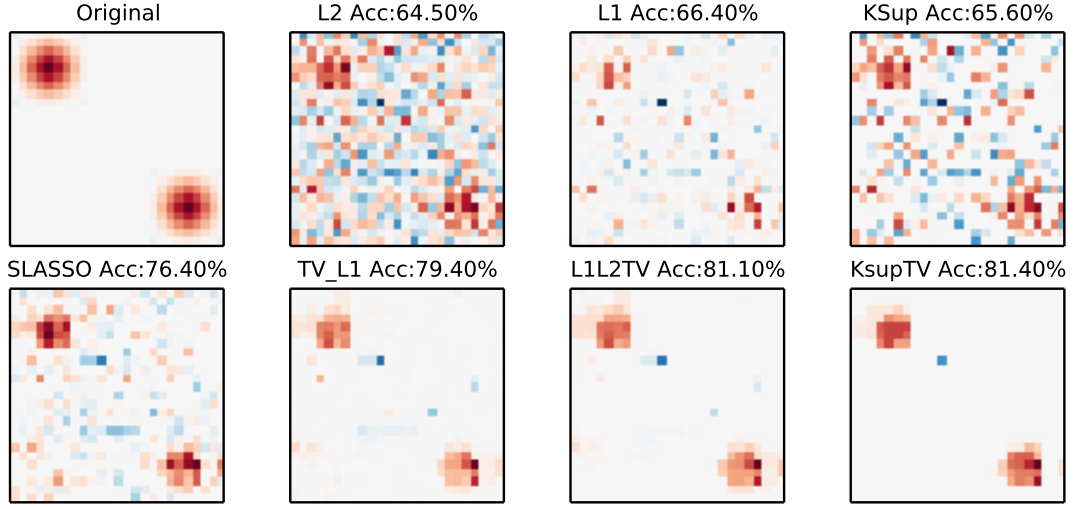 Original
L2 Acc:64.50%
L1 Acc:66.40%
KSup Acc:65.60%
SLASSO Acc:76.40%
TV_L1 Acc:79.40%
L1L2TV Acc:81.10%
KsupTV Acc:81.40%